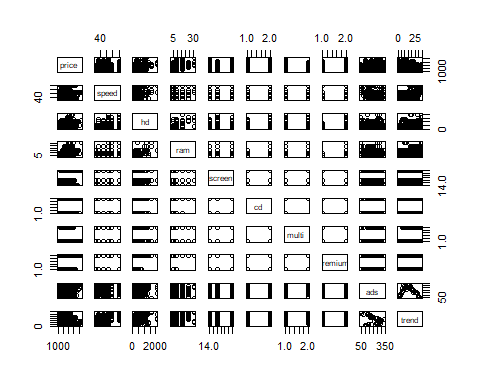 40 5 30 1.0 2.0 1.0 2.0 0 25
price 1000
40 speed
hd 0
5 ram
screen 14.0
1.0 cd
multi 1.0
1.0 remium
ads 50
0 trend
1000 0 2000 14.0 1.0 2.0 50 350